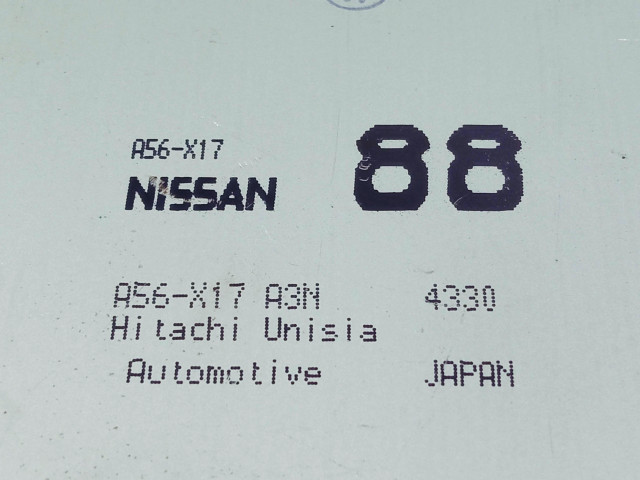 A56-X17
NISSAN 88
A56-X17 A3N 4330
Hitachi Unisia
Automotive JAPAN